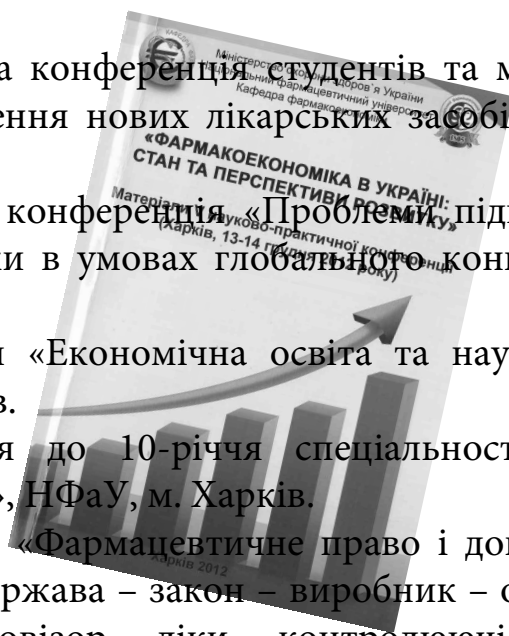 а конференція студентів та м
ення нових лікарських засобі
конференція «Проблеми під
ки в умовах глобального кон
«Економічна освіта та нау
в.
я до 10-річчя спеціальност
», НФаУ, м. Харків.
«Фармацевтичне право і до
ржава – закон – виробник –
овізор ліки контролюючі
Міністерство охорони здоров'я України
Національний фармацевтичний університет
Кафедра фармакоекономіки
«ФАРМАКОЕКОНОМІКА В УКРАЇНІ:
СТАН ТА ПЕРСПЕКТИВИ РОЗВИТКУ»
Матеріали V науково-практичної конференції
(Харків, 13-14 грудня 2012 року)
Харків 2012